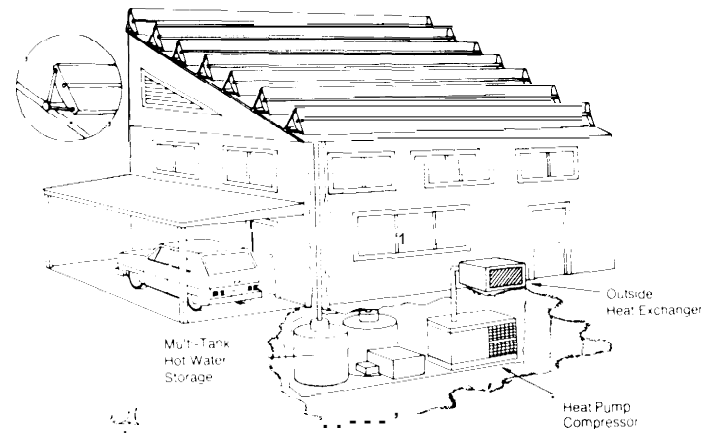 Outside
Heat Exchanger
Multi-Tank
Hot Water
Storage
Heat Pump
Compressor